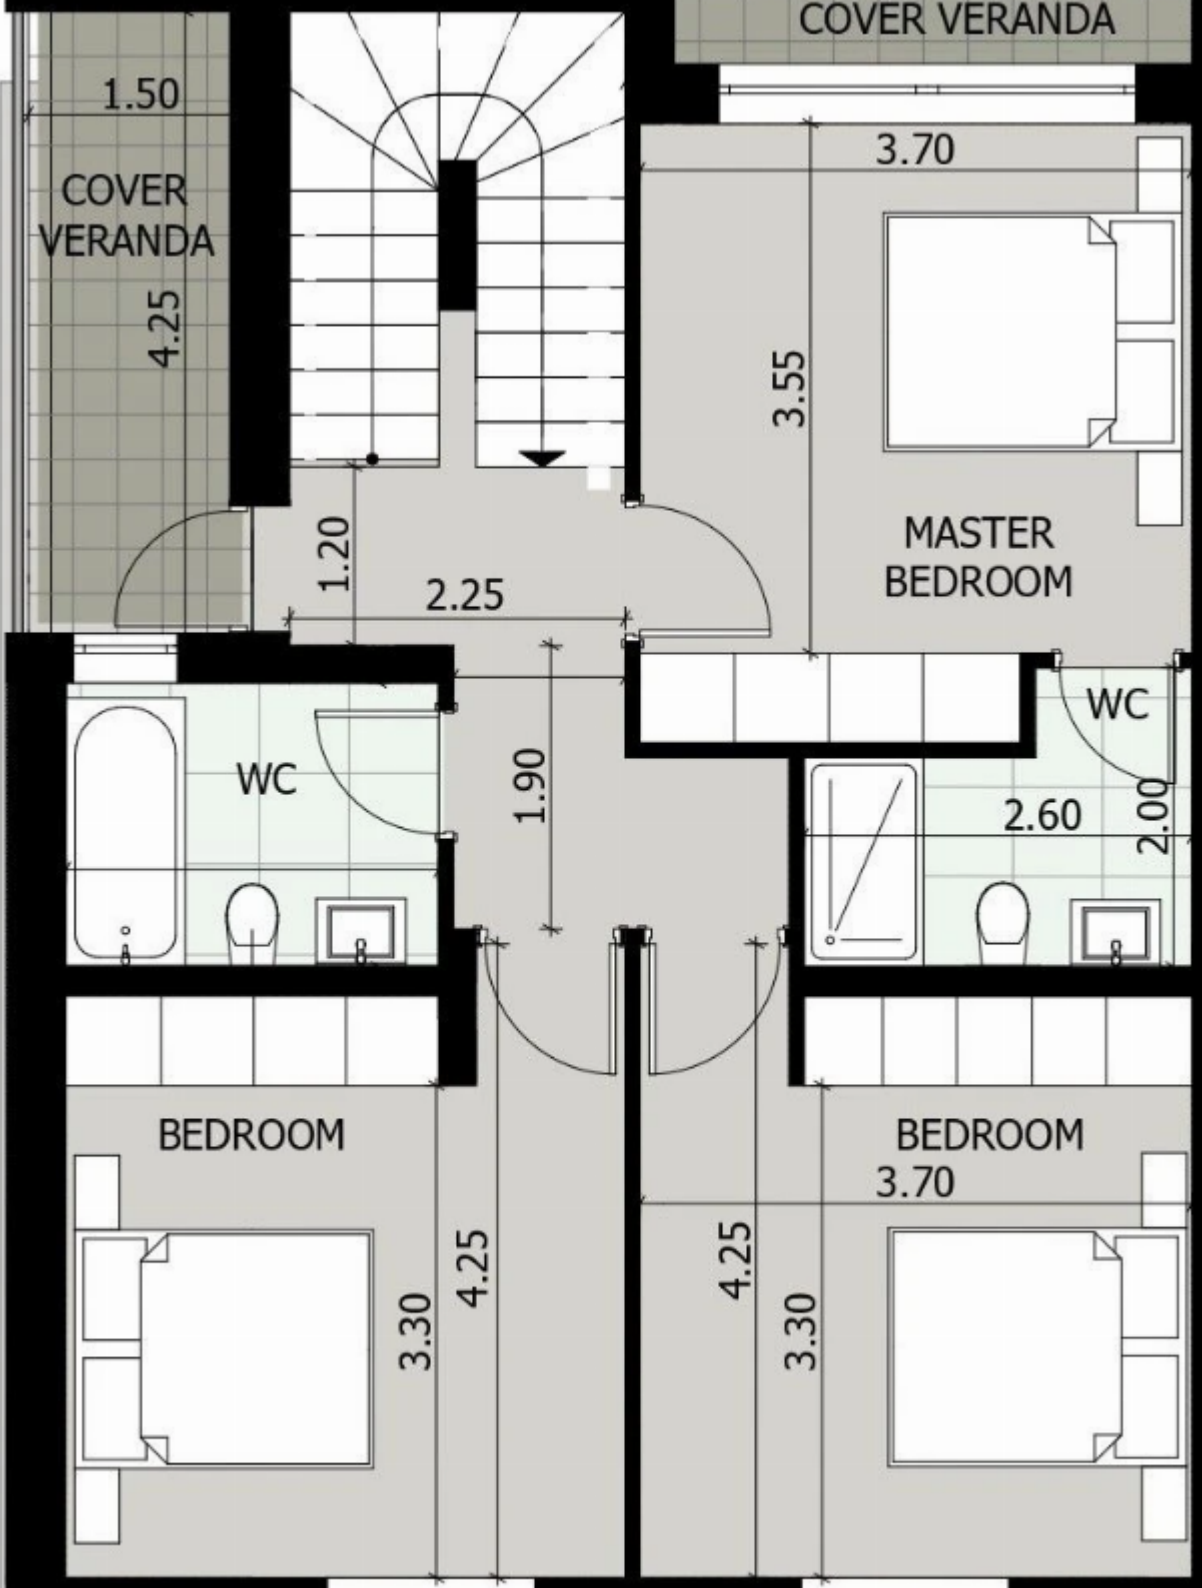 COVER VERANDA
1.50
3.70
COVER
VERANDA
4.25
3.55
1.20
2.25
MASTER
BEDROOM
WC
WC
1.90
2.60
2.00
BEDROOM
BEDROOM
3.70
4.25
4.25
3.30
3.30